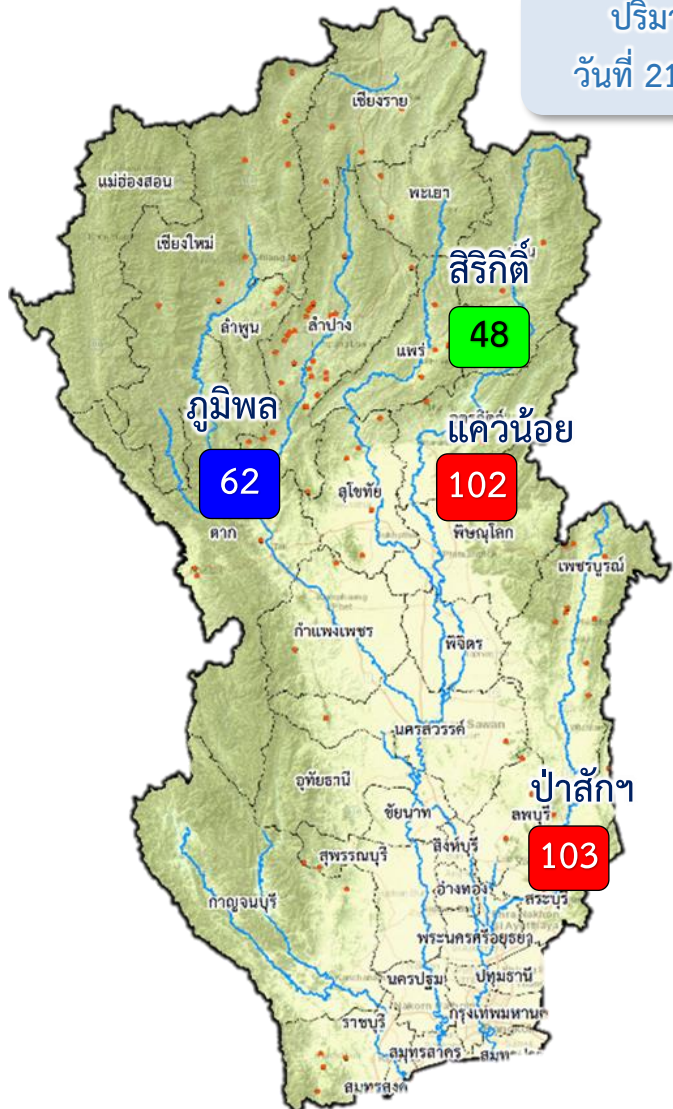 ปริมา
วันที่ 21
เชียงราย
แม่ฮ่องสอน
พะเยา
เชียงใหม่
สิริกิติ์
48
ลำพูน
ลำปาง
แพร่
ภูมิพล
62
แควน้อย
102
สุโขทัย
ตาก
พิษณุโลก
เพชรบูรณ์
กำแพงเพชร
พิจิตร
นครสวรรค์
Sawan
อุทัยธานี
ป่าสักฯ
103
ชัยนาท
ลพบุรี
สิงห์บุรี
สุพรรณบุรี
อ่างทอง
สระบุรี
กาญจนบุรี
พระนครศรีอยุธยา
นครปฐม
ปทุมธานี
กรุงเทพมหานค
ราชบุรี
สมุทรสาคร
สมุทรสงค